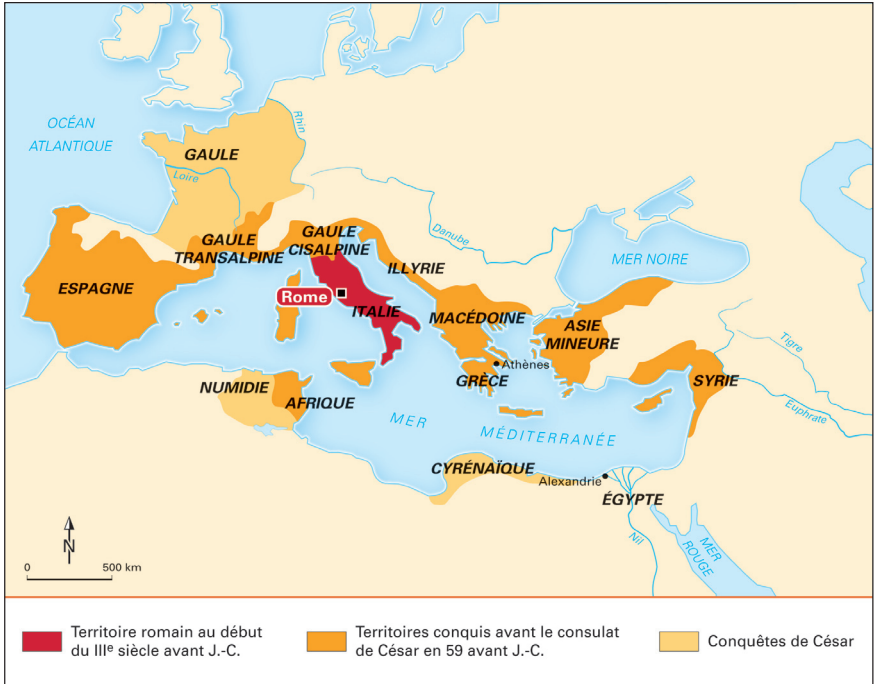 OCÉAN
ATLANTIQUE
Rhin
GAULE
Loire
GAULE
TRANSALPINE
GAULE
CISALPINE
Danube
MER NOIRE
ILLYRIE
ESPAGNE
Rome
ITALIE
MACÉDOINE
ASIE
MINEURE
Tigre
Athènes
GRÈCE
SYRIE
Euphrate
NUMIDIE
AFRIQUE
MER
MÉDITERRANÉE
CYRÉNAÏQUE
Alexandrie
ÉGYPTE
Nil
MER
ROUGE
N
0 500 km
Territoire romain au début
du IIIe siècle avant J.-C.
Territoires conquis avant le consulat
de César en 59 avant J.-C.
Conquêtes de César